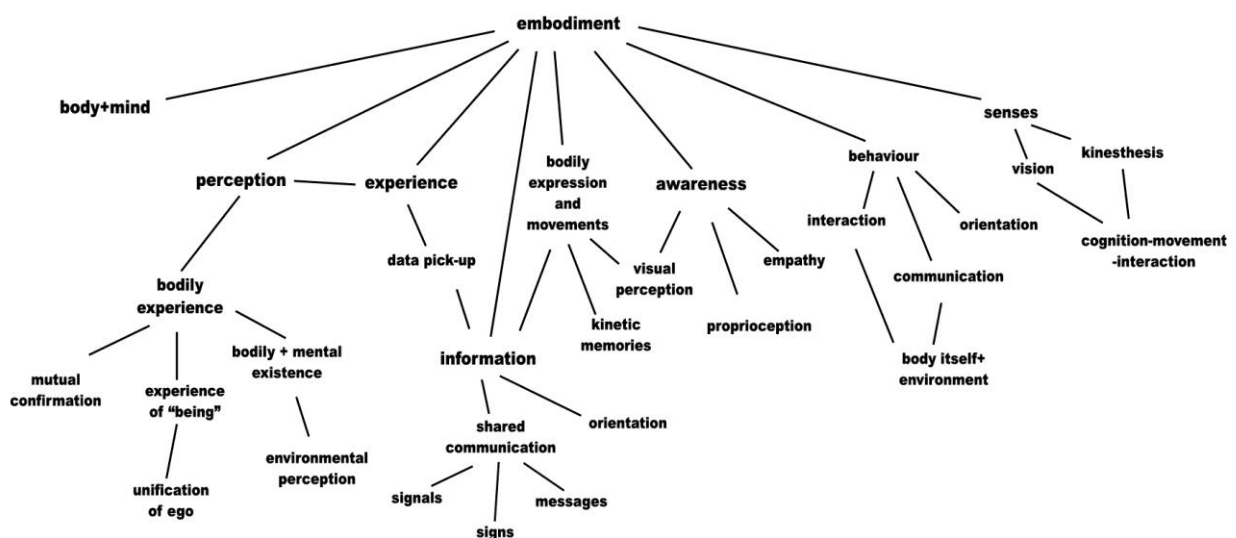 embodiment
body+mind
senses
behaviour
kinesthesis
vision
bodily
expression
and
movements
perception
experience
awareness
interaction
orientation
cognition-movement
-interaction
data pick-up
visual
perception
empathy
communication
bodily
experience
kinetic
memories
proprioception
information
bodily + mental
existence
body itself+
environment
mutual
confirmation
experience
of “being”
shared
communication
orientation
environmental
perception
unification
of ego
signals
messages
signs